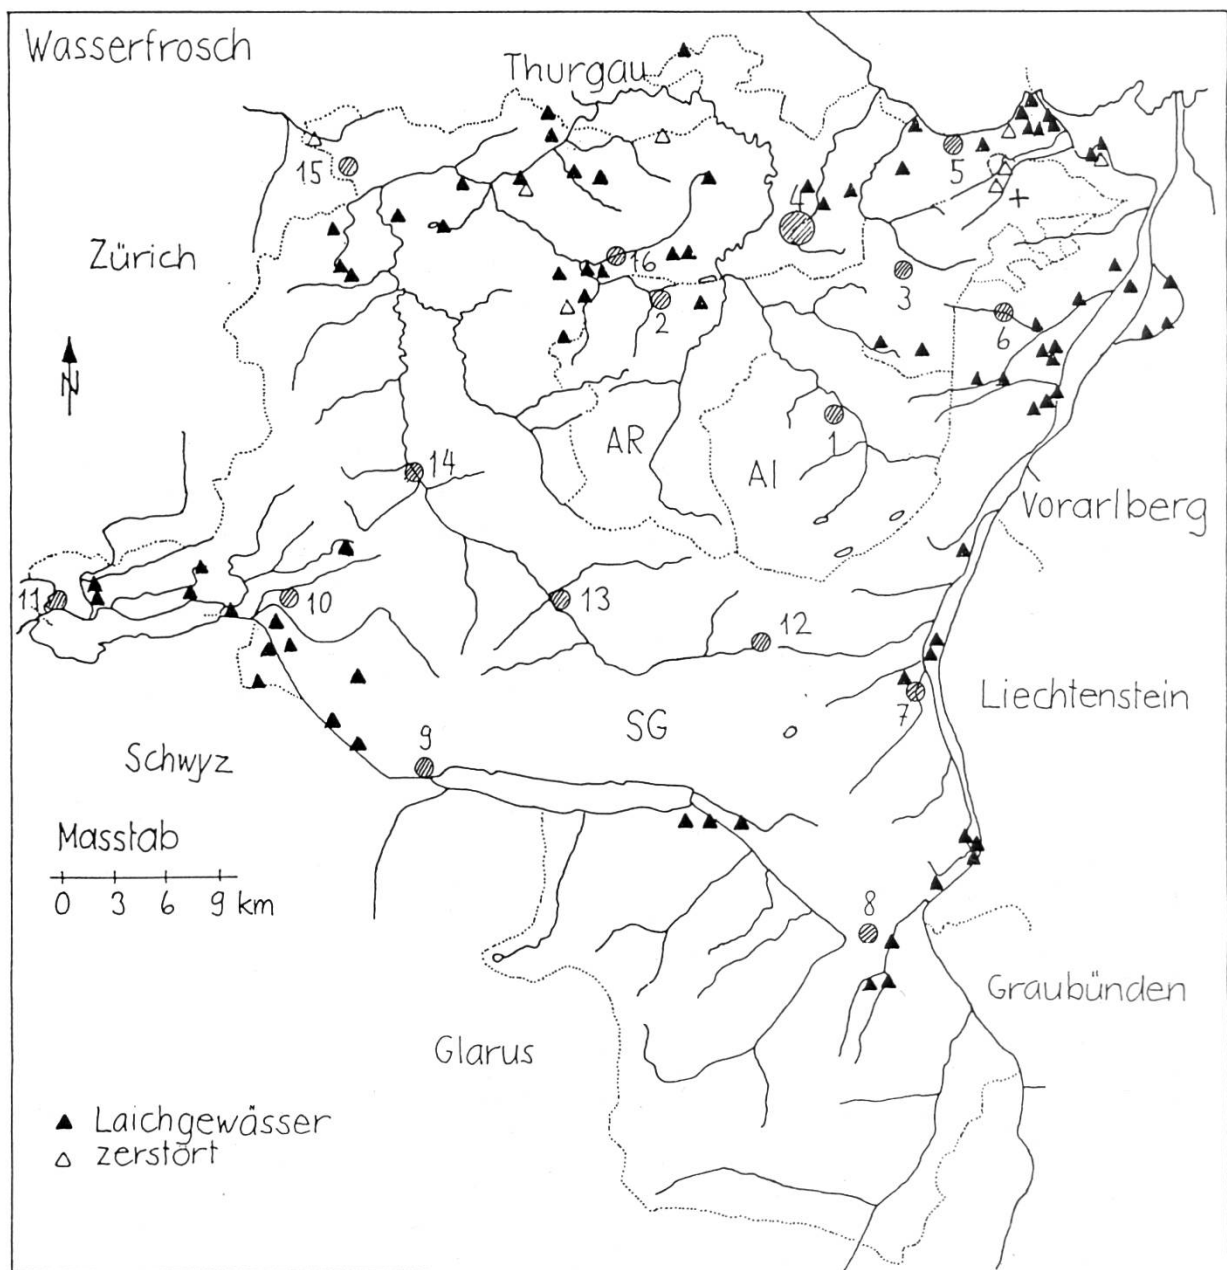 Wasserfrosch
Thurgau
15
5
4
Zürich
16
3
2
6
N
1
AR
AI
14
Vorarlberg
11
10
13
12
Liechtenstein
7
SG
9
Schwyz
Masstab
0 3 6 9 km
8
Graubünden
Glarus
Laichgewässer
zerstört